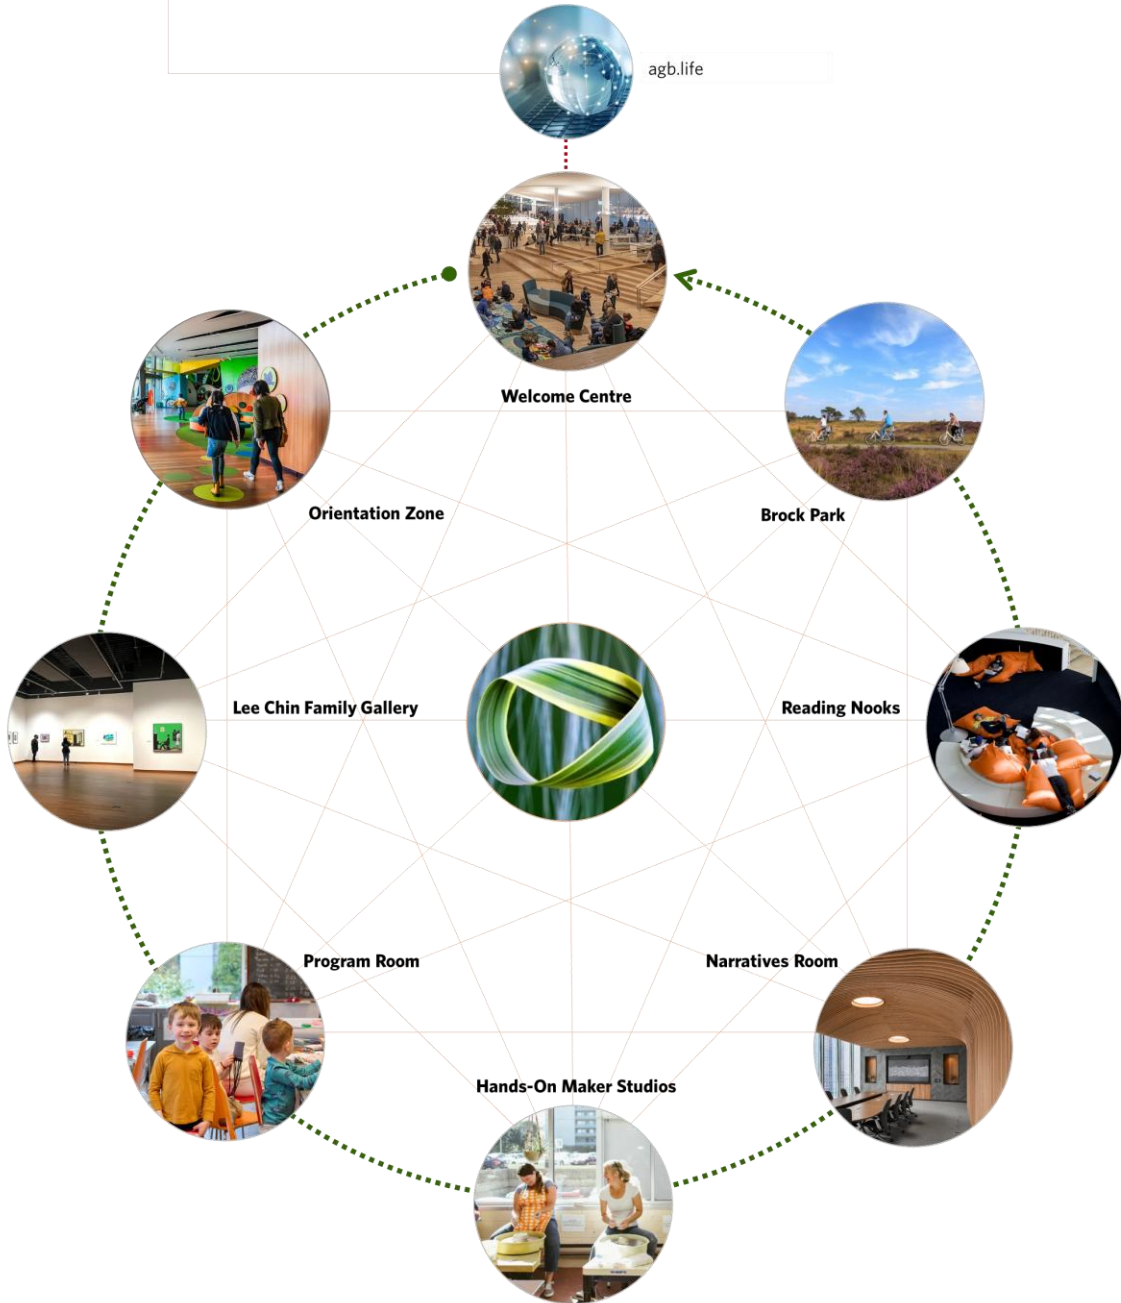 agb.life
Welcome Centre
Orientation Zone
Brock Park
Lee Chin Family Gallery
Reading Nooks
Program Room
Narratives Room
Hands-On Maker Studios